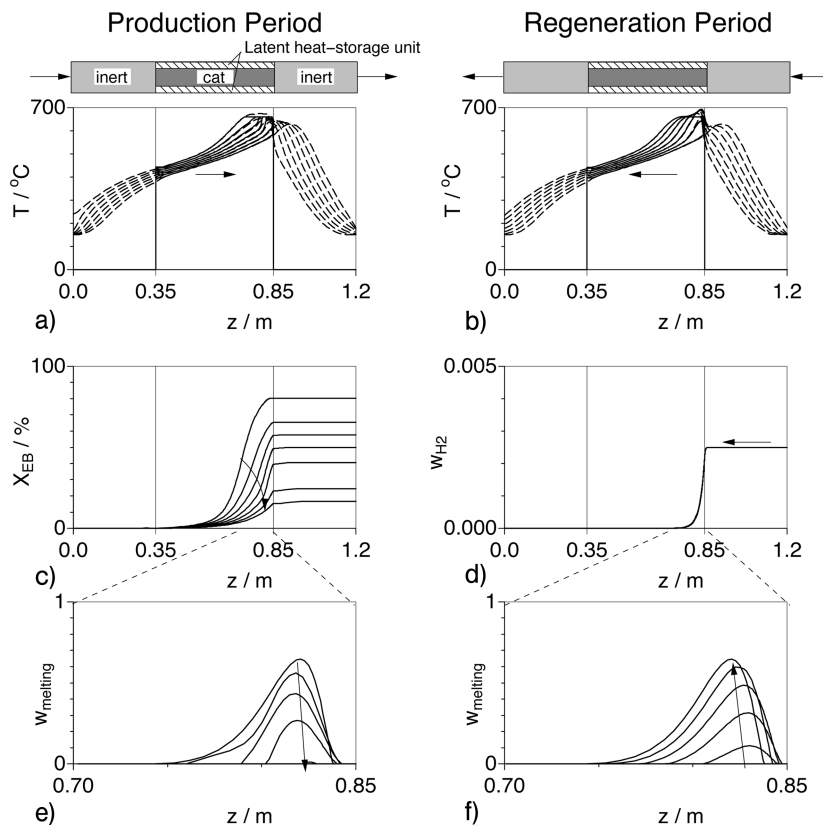 Production Period Regeneration Period
Latent heat-storage unit
inert cat inert
700 700
T / °C T / °C
0 0
0.0 0.35 0.85 1.2 0.0 0.35 0.85 1.2
a) z / m b) z / m
100 0.005
X_EB / % w_H2
0 0.000
0.0 0.35 0.85 1.2 0.0 0.35 0.85 1.2
c) z / m d) z / m
1 1
w_melting w_melting
0 0
0.70 0.85 0.70 0.85
e) z / m f) z / m